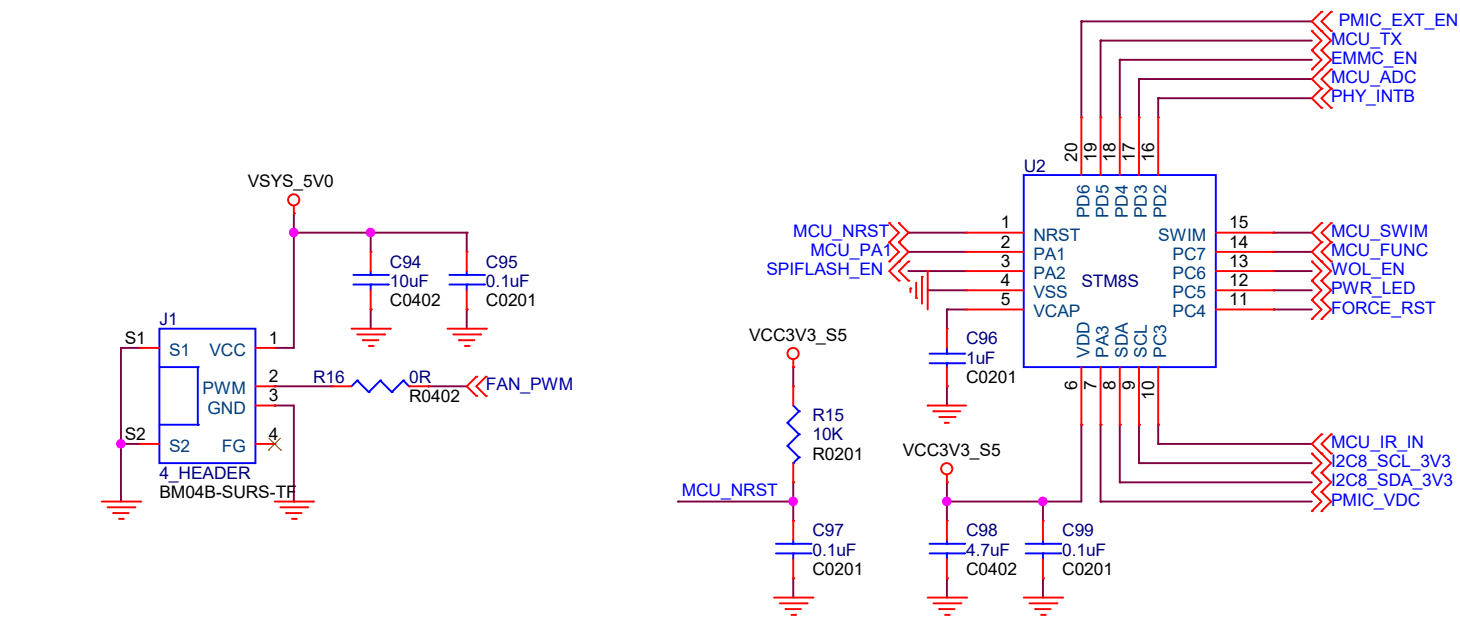 PMIC_EXT_EN
MCU_TX
EMMC_EN
MCU_ADC
PHY_INTB
20
19
18
17
16
U2
PD6
PD5
PD4
PD3
PD2
MCU_NRST
1
NRST
SWIM
15
MCU_SWIM
MCU_PA1
2
PA1
PC7
14
MCU_FUNC
SPIFLASH_EN
3
PA2
PC6
13
WOL_EN
4
VSS
STM8S
PC5
12
PWR_LED
5
VCAP
PC4
11
FORCE_RST
VDD
PA3
SDA
SCL
PC3
6
7
8
9
10
C96
1uF
C0201
MCU_IR_IN
I2C8_SCL_3V3
I2C8_SDA_3V3
PMIC_VDC
VSYS_5V0
C94
10uF
C0402
C95
0.1uF
C0201
J1
S1
S1
VCC
1
PWM
2
R16
0R
R0402
FAN_PWM
GND
3
S2
S2
FG
4
4_HEADER
BM04B-SURS-TF
VCC3V3_S5
R15
10K
R0201
MCU_NRST
C97
0.1uF
C0201
VCC3V3_S5
C98
4.7uF
C0402
C99
0.1uF
C0201